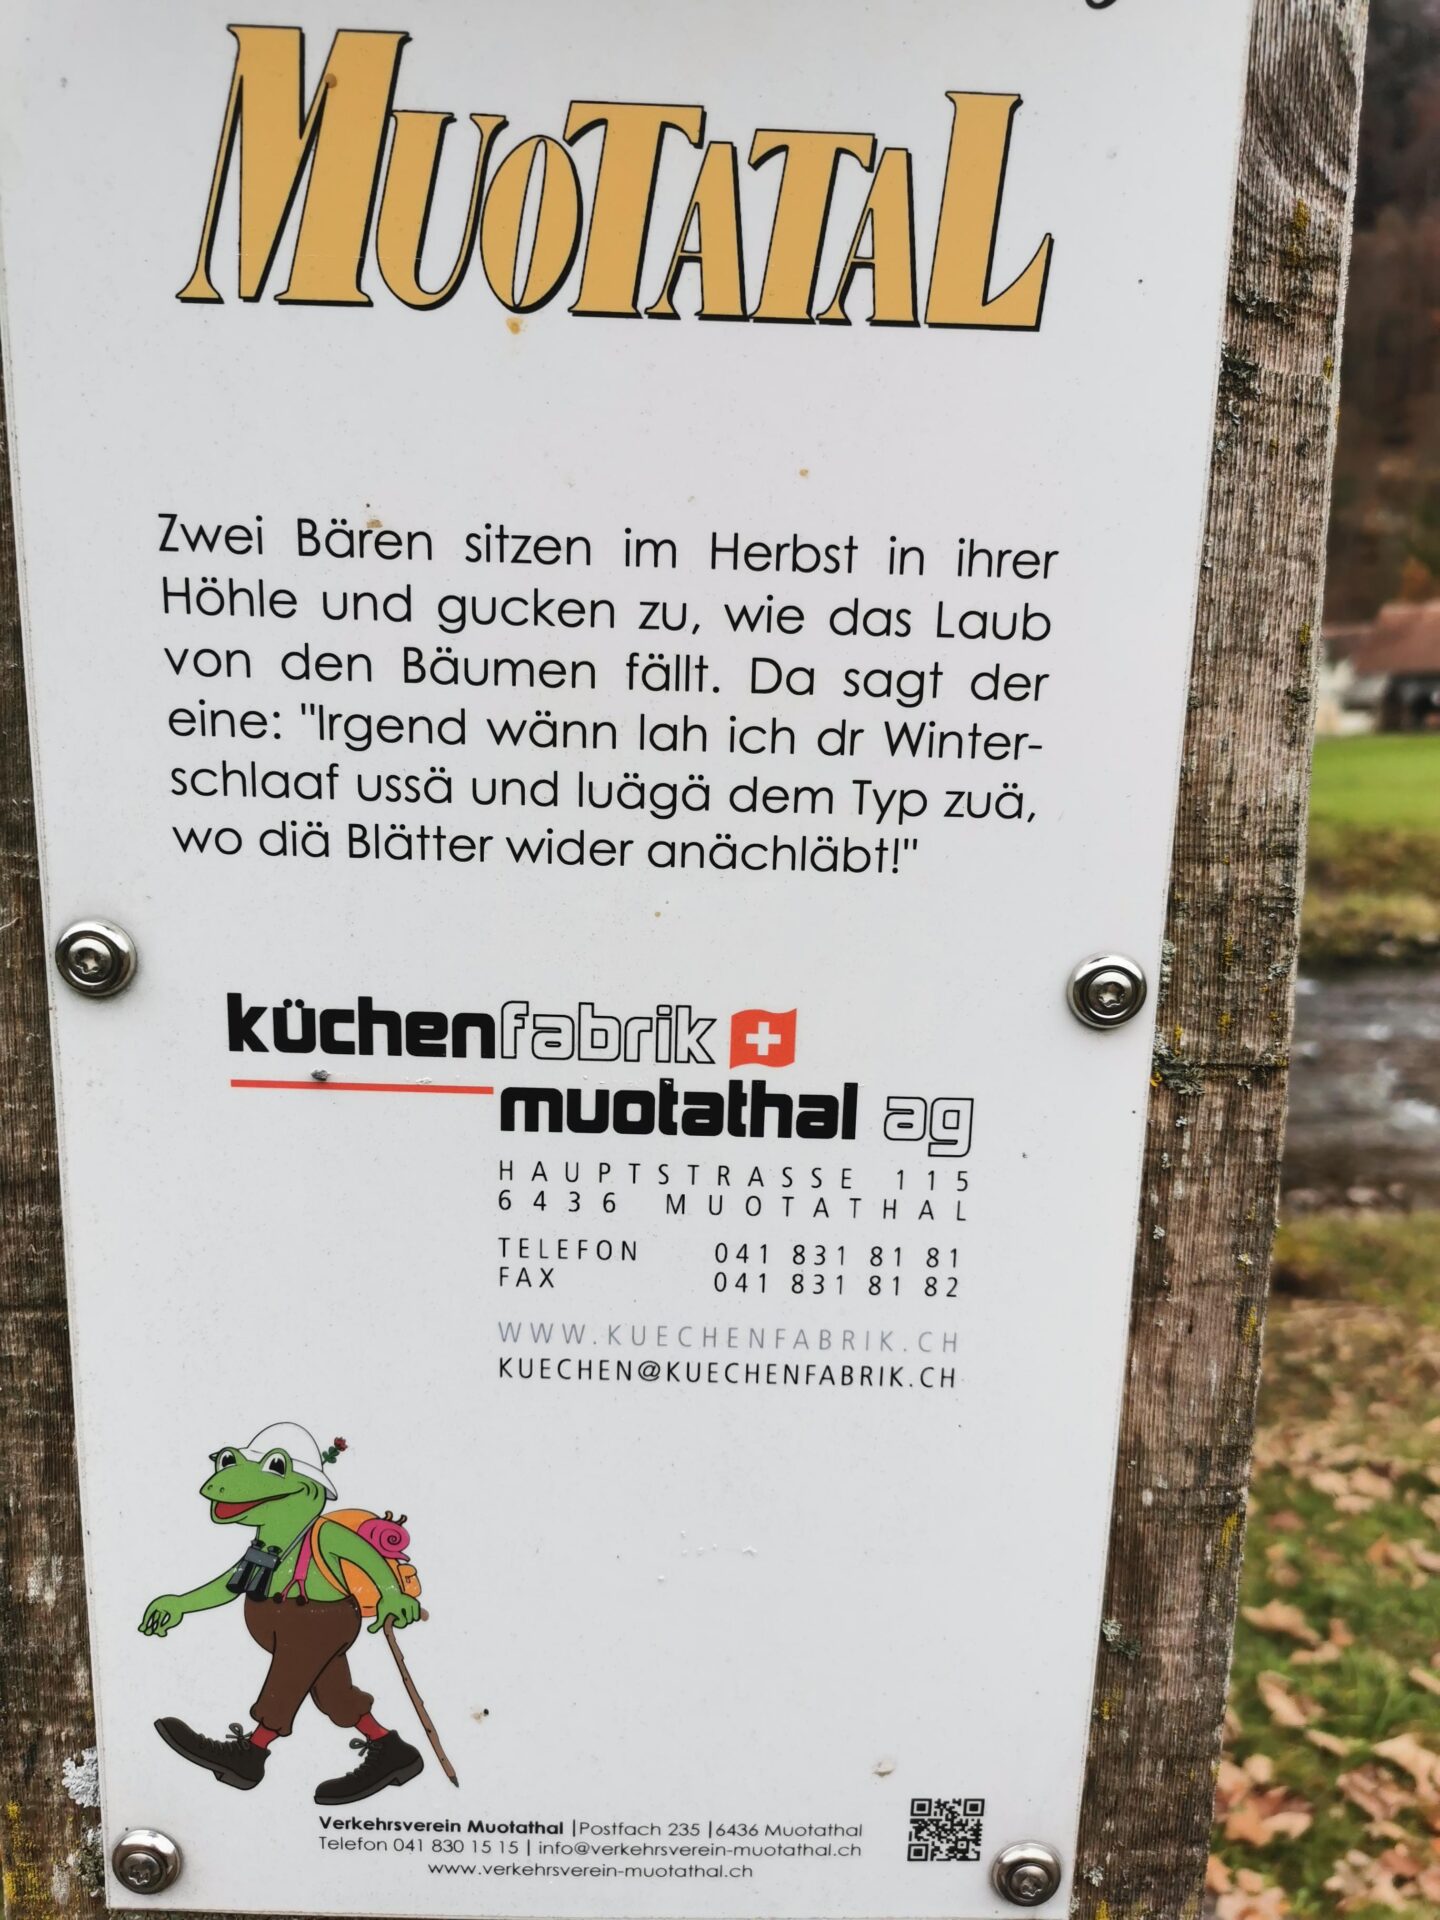 MUOTATAL
Zwei Bären sitzen im Herbst in ihrer
Höhle und gucken zu, wie das Laub
von den Bäumen fällt. Da sagt der
eine: "Irgend wänn lah ich dr Winter-
schlaaf ussä und luägä dem Typ zuä,
wo diä Blätter wider anächläbt!"
küchenfabrik
muotathal ag
HAUPTSTRASSE 115
6436 MUOTATHAL
TELEFON 041 831 81 81
FAX 041 831 81 82
WWW.KUECHENFABRIK.CH
KUECHEN@KUECHENFABRIK.CH
Verkehrsverein Muotathal |Postfach 235 |6436 Muotathal
Telefon 041 830 15 15 | info@verkehrsverein-muotathal.ch
www.verkehrsverein-muotathal.ch